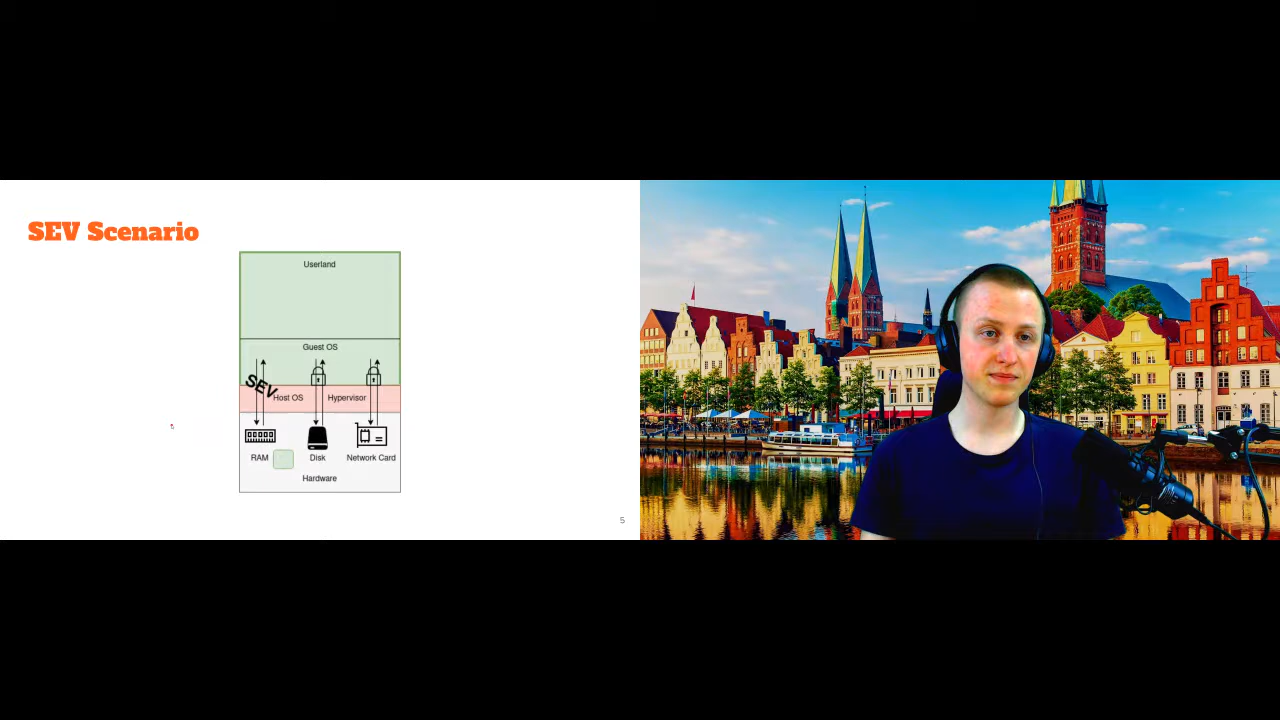 SEV Scenario
Userland
Guest OS
SEV
Host OS Hypervisor
RAM Disk Network Card
Hardware
5